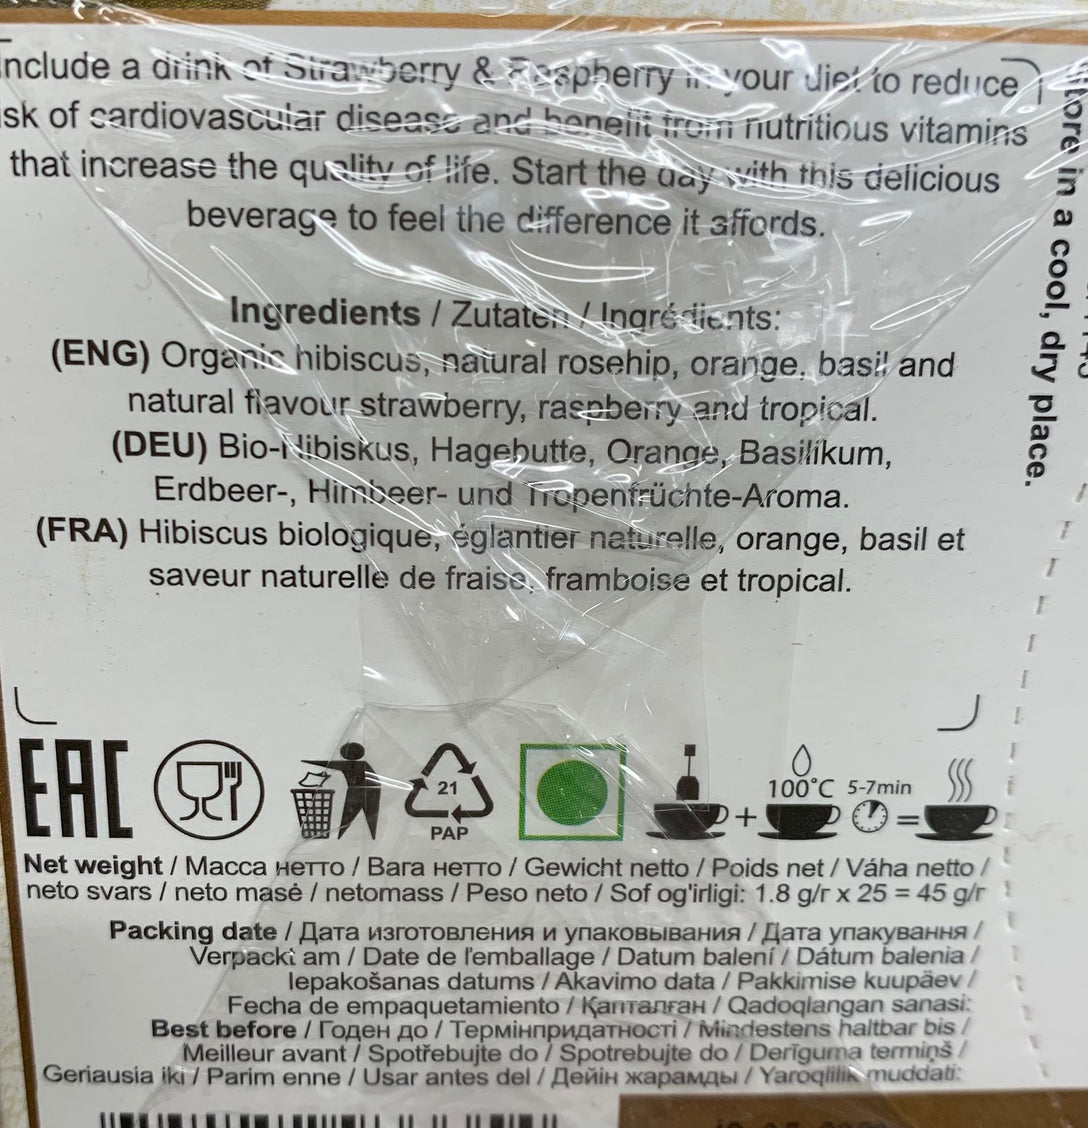 Include a drink of Strawberry & Raspberry in your diet to reduce
isk of cardiovascular disease and benefit from nutritious vitamins
that increase the quality of life. Start the day with this delicious
beverage to feel the difference it affords.
Ingredients / Zutaten / Ingrédients:
(ENG) Organic hibiscus, natural rosehip, orange, basil and
natural flavour strawberry, raspberry and tropical.
(DEU) Bio-Hibiskus, Hagebutte, Orange, Basilikum,
Erdbeer-, Himbeer- und Tropenfrüchte-Aroma.
(FRA) Hibiscus biologique, églantier naturelle, orange, basil et
saveur naturelle de fraise, framboise et tropical.
store in a cool, dry place.
EAC
21
PAP
100°C 5-7min
+ =
Net weight / Масса нетто / Вага нетто / Gewicht netto / Poids net / Váha netto /
neto svars / neto masė / netomass / Peso neto / Sof og'irligi: 1.8 g/г x 25 = 45 g/г
Packing date / Дата изготовления и упаковывания / Дата упакування /
Verpackt am / Date de l'emballage / Datum balení / Dátum balenia /
Iepakošanas datums / Akavimo data / Pakkimise kuupäev /
Fecha de empaquetamiento / Қапталған / Qadoqlangan sanasi:
Best before / Годен до / Термінпридатності / Mindestens haltbar bis /
Meilleur avant / Spotřebujte do / Spotrebujte do / Derīguma termiņš /
Geriausia iki / Parim enne / Usar antes del / Дейін жарамды / Yaroqlilik muddati: